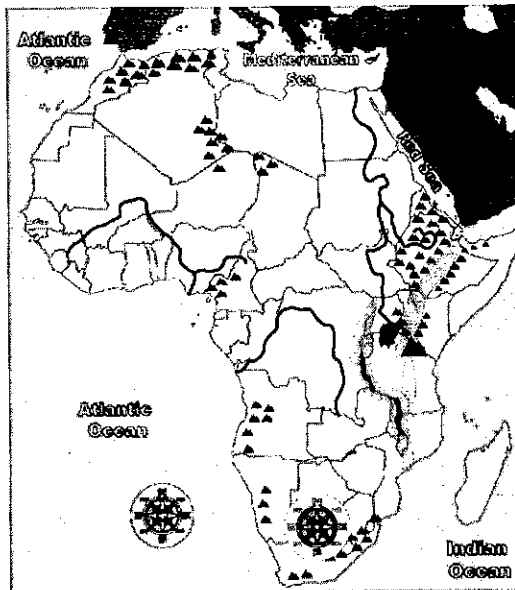 Atlantic
Ocean
Mediterranean
Sea
Red Sea
Atlantic
Ocean
Indian
Ocean